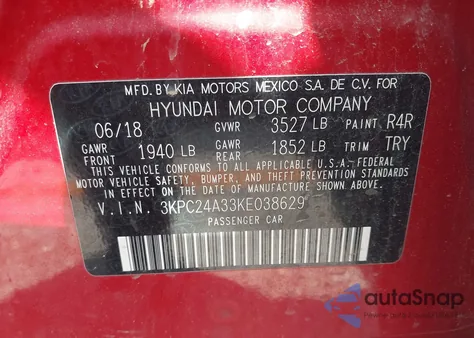 MFD. BY KIA MOTORS MEXICO S.A. DE C.V. FOR
HYUNDAI MOTOR COMPANY
06/18 GVWR 3527 LB PAINT R4R
GAWR FRONT 1940 LB GAWR REAR 1852 LB TRIM TRY
THIS VEHICLE CONFORMS TO ALL APPLICABLE U.S.A.-FEDERAL
MOTOR VEHICLE SAFETY, BUMPER, AND THEFT PREVENTION STANDARDS
IN EFFECT ON THE DATE OF MANUFACTURE SHOWN ABOVE.
V.I.N. 3KPC24A33KE038629
PASSENGER CAR
autoSnap